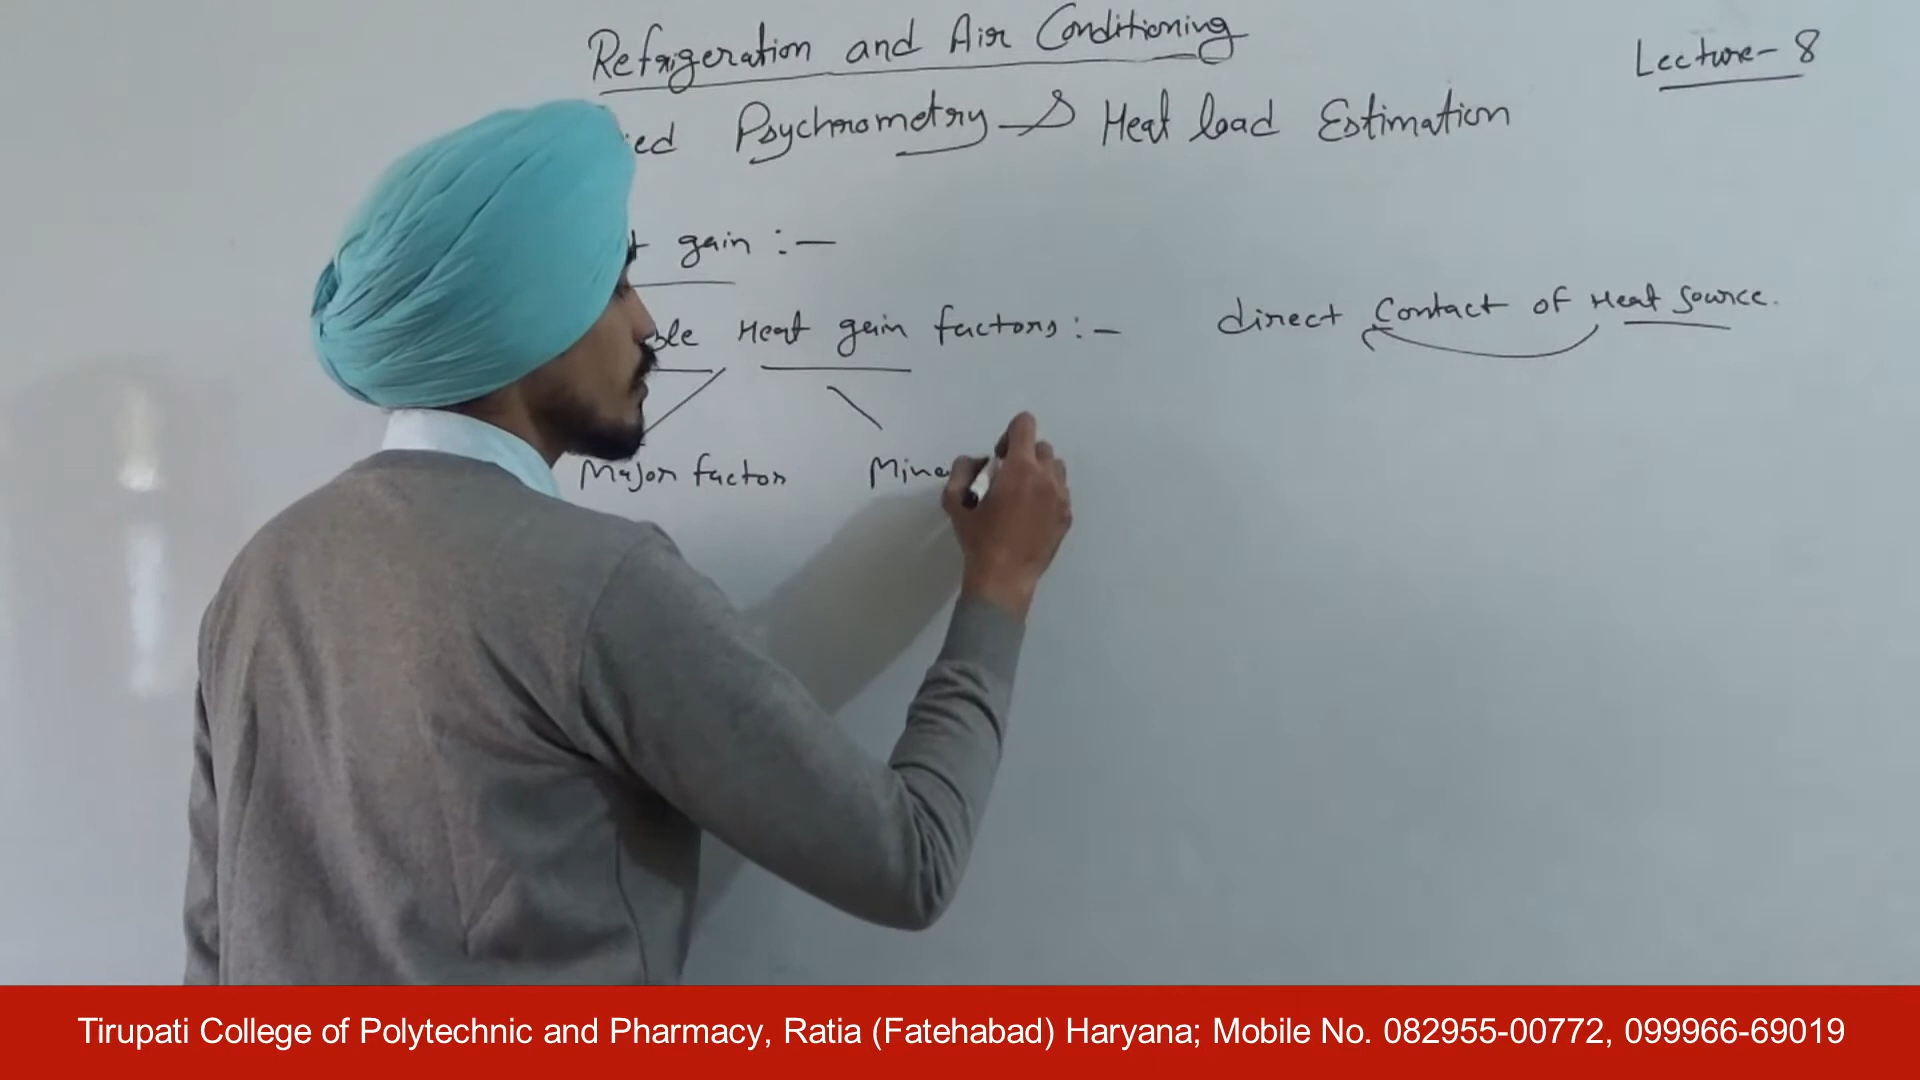 Refrigeration and Air Conditioning
Lecture - 8
ed Psychrometry & Heat load Estimation
t gain :-
ble Heat gain factors :- direct Contact of Heat Source.
Major factor Mino
Tirupati College of Polytechnic and Pharmacy, Ratia (Fatehabad) Haryana; Mobile No. 082955-00772, 099966-69019